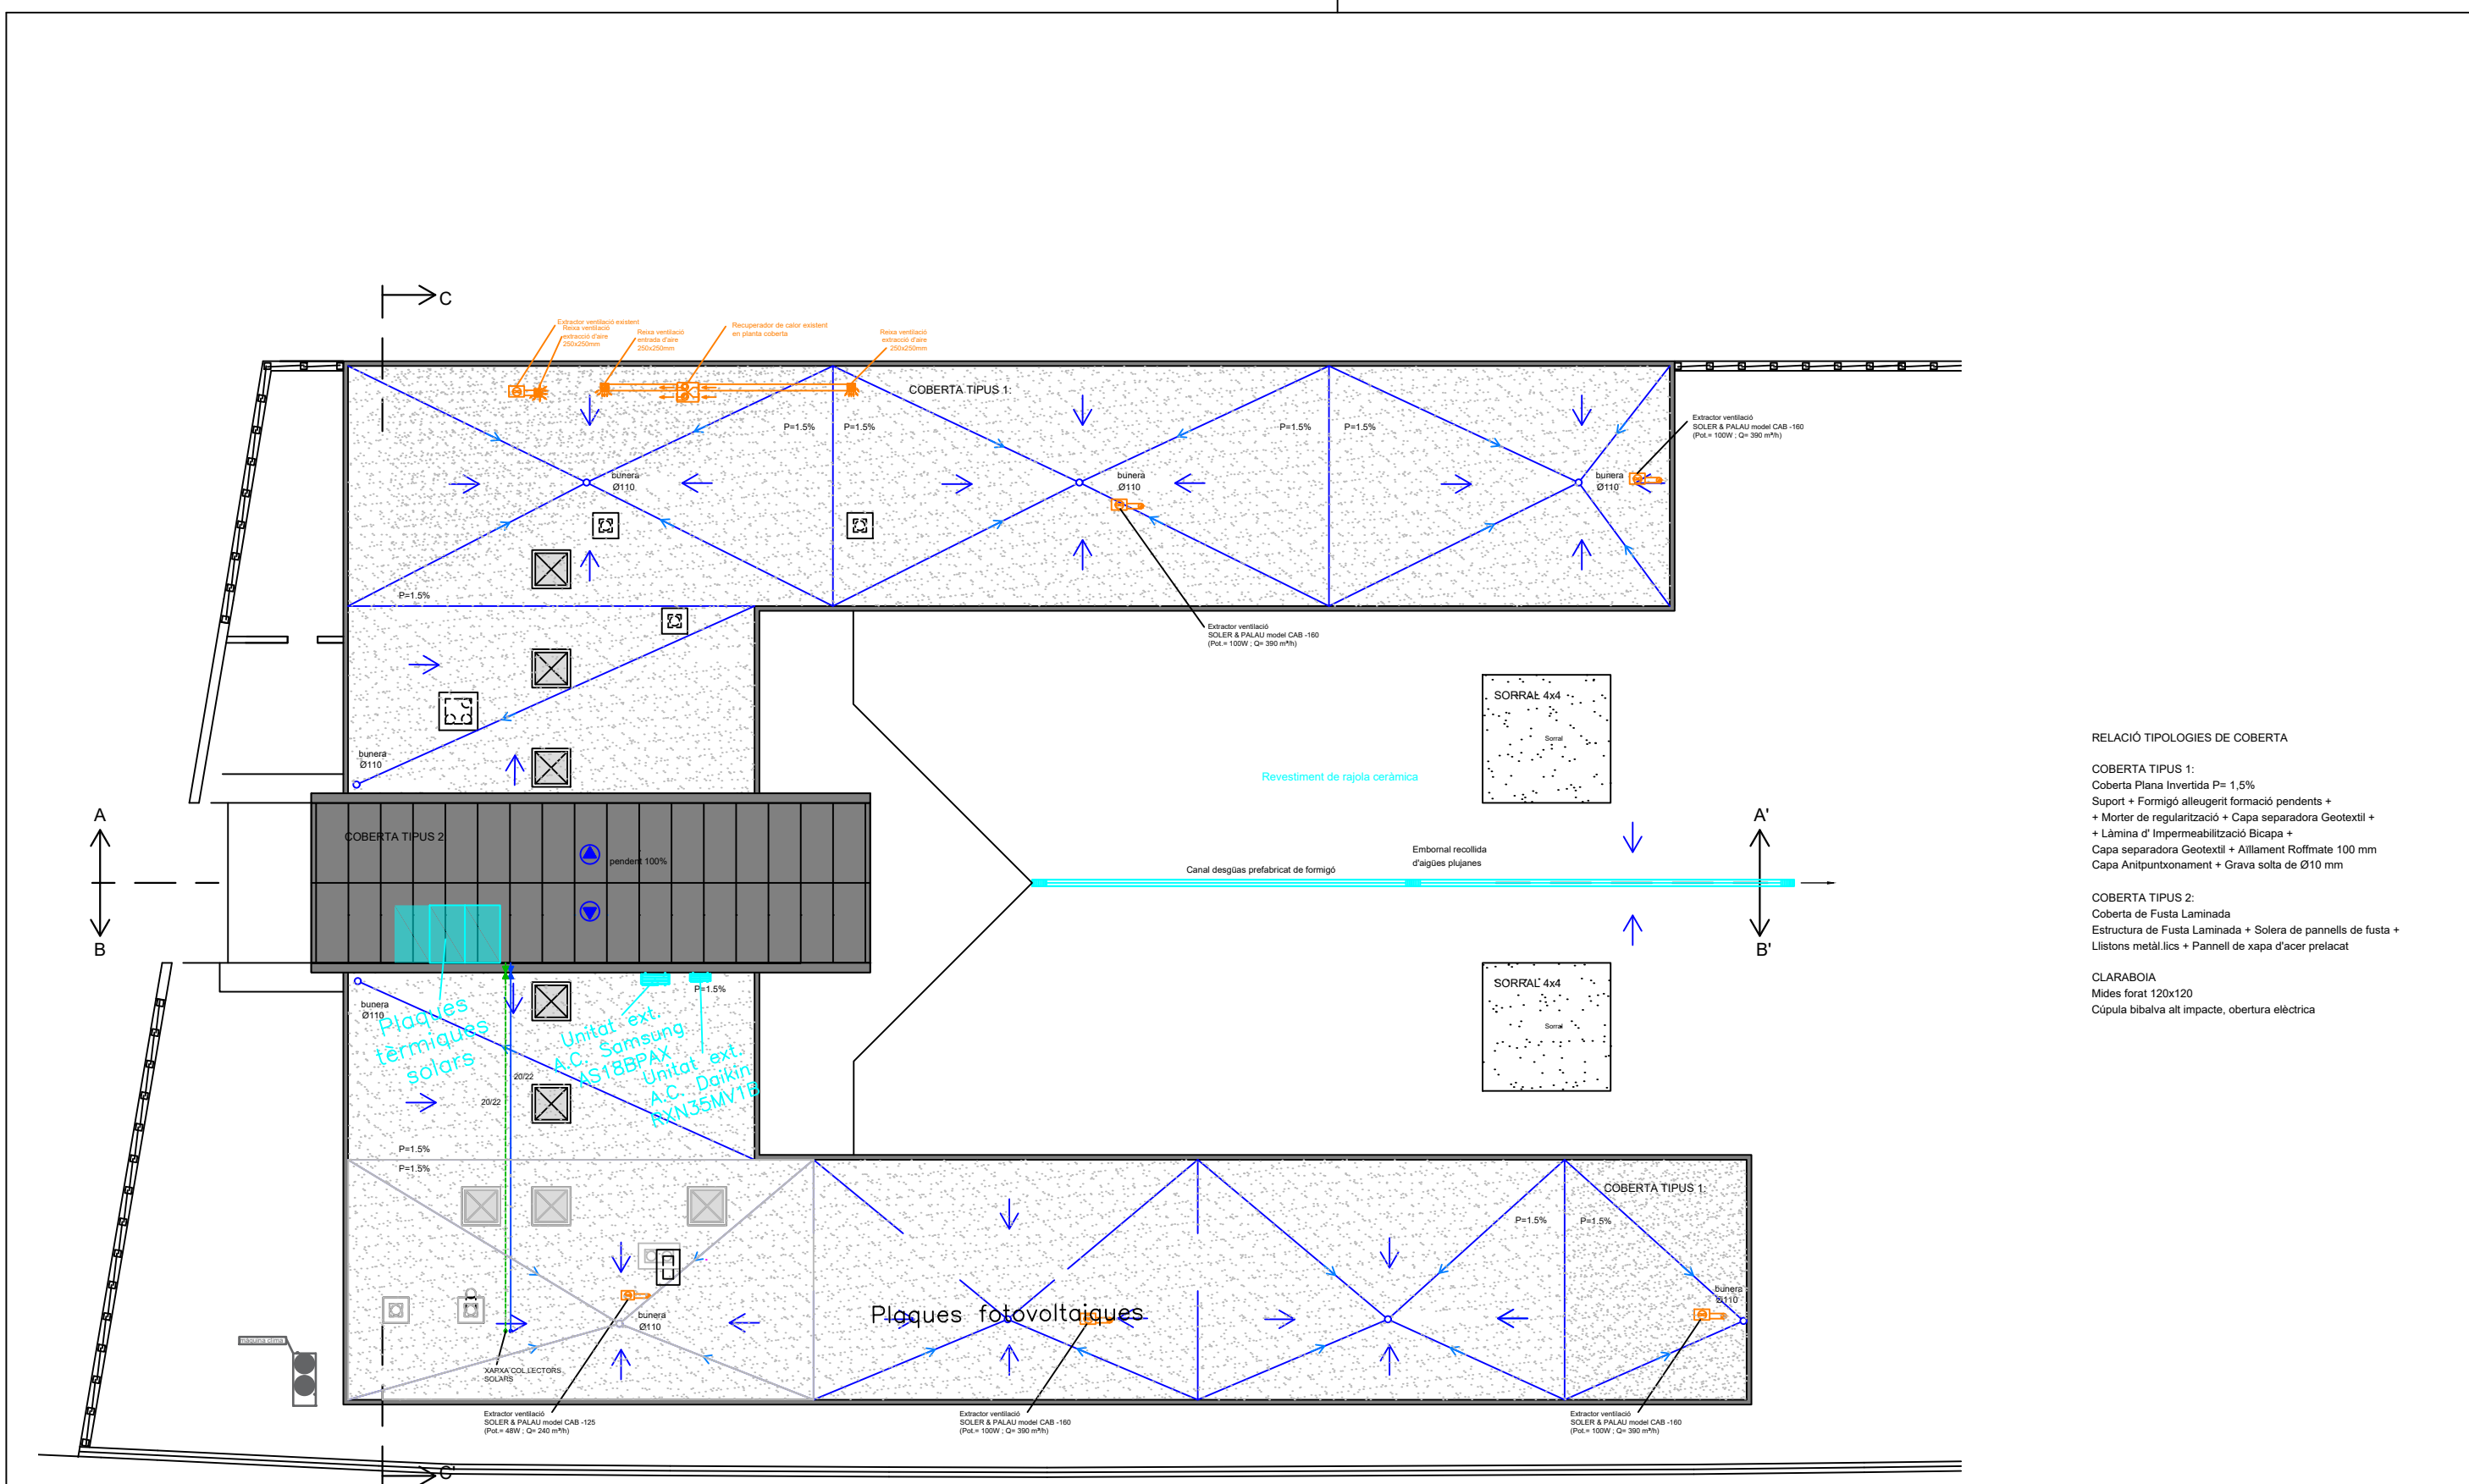 C
Extractor ventilació existent
Reixa ventilació
extracció d'aire
250x250mm
Reixa ventilació
entrada d'aire
250x250mm
Recuperador de calor existent
en planta coberta
Reixa ventilació
extracció d'aire
250x250mm
COBERTA TIPUS 1:
P=1.5%
P=1.5%
P=1.5%
P=1.5%
Extractor ventilació
SOLER & PALAU model CAB -160
(Pot.= 100W ; Q= 390 m³/h)
bunera
Ø110
bunera
Ø110
bunera
Ø110
P=1.5%
Extractor ventilació
SOLER & PALAU model CAB -160
(Pot.= 100W ; Q= 390 m³/h)
SORRAL 4x4
Sorral
bunera
Ø110
Revestiment de rajola ceràmica
RELACIÓ TIPOLOGIES DE COBERTA
COBERTA TIPUS 1:
Coberta Plana Invertida P= 1,5%
Suport + Formigó alleugerit formació pendents +
+ Morter de regularització + Capa separadora Geotextil +
+ Làmina d' Impermeabilització Bicapa +
Capa separadora Geotextil + Aïllament Roffmate 100 mm
Capa Anitpuntxonament + Grava solta de Ø10 mm
COBERTA TIPUS 2:
Coberta de Fusta Laminada
Estructura de Fusta Laminada + Solera de pannells de fusta +
Llistons metàl.lics + Pannell de xapa d'acer prelacat
CLARABOIA
Mides forat 120x120
Cúpula bibalva alt impacte, obertura elèctrica
A
B
COBERTA TIPUS 2
pendent 100%
Canal desgüas prefabricat de formigó
Embornal recollida
d'aigües plujanes
A'
B'
SORRAL 4x4
Sorral
bunera
Ø110
P=1.5%
Plaques
tèrmiques
solars
Unitat ext.
A.C. Samsung
AS18BPAX
Unitat ext.
A.C. Daikin
RXN35MV1B
20/22
20/22
P=1.5%
P=1.5%
COBERTA TIPUS 1:
P=1.5%
P=1.5%
bunera
Ø110
Plaques fotovoltaiques
bunera
Ø110
màquina clima
XARXA COL.LECTORS
SOLARS
Extractor ventilació
SOLER & PALAU model CAB -125
(Pot.= 48W ; Q= 240 m³/h)
Extractor ventilació
SOLER & PALAU model CAB -160
(Pot.= 100W ; Q= 390 m³/h)
Extractor ventilació
SOLER & PALAU model CAB -160
(Pot.= 100W ; Q= 390 m³/h)
C'